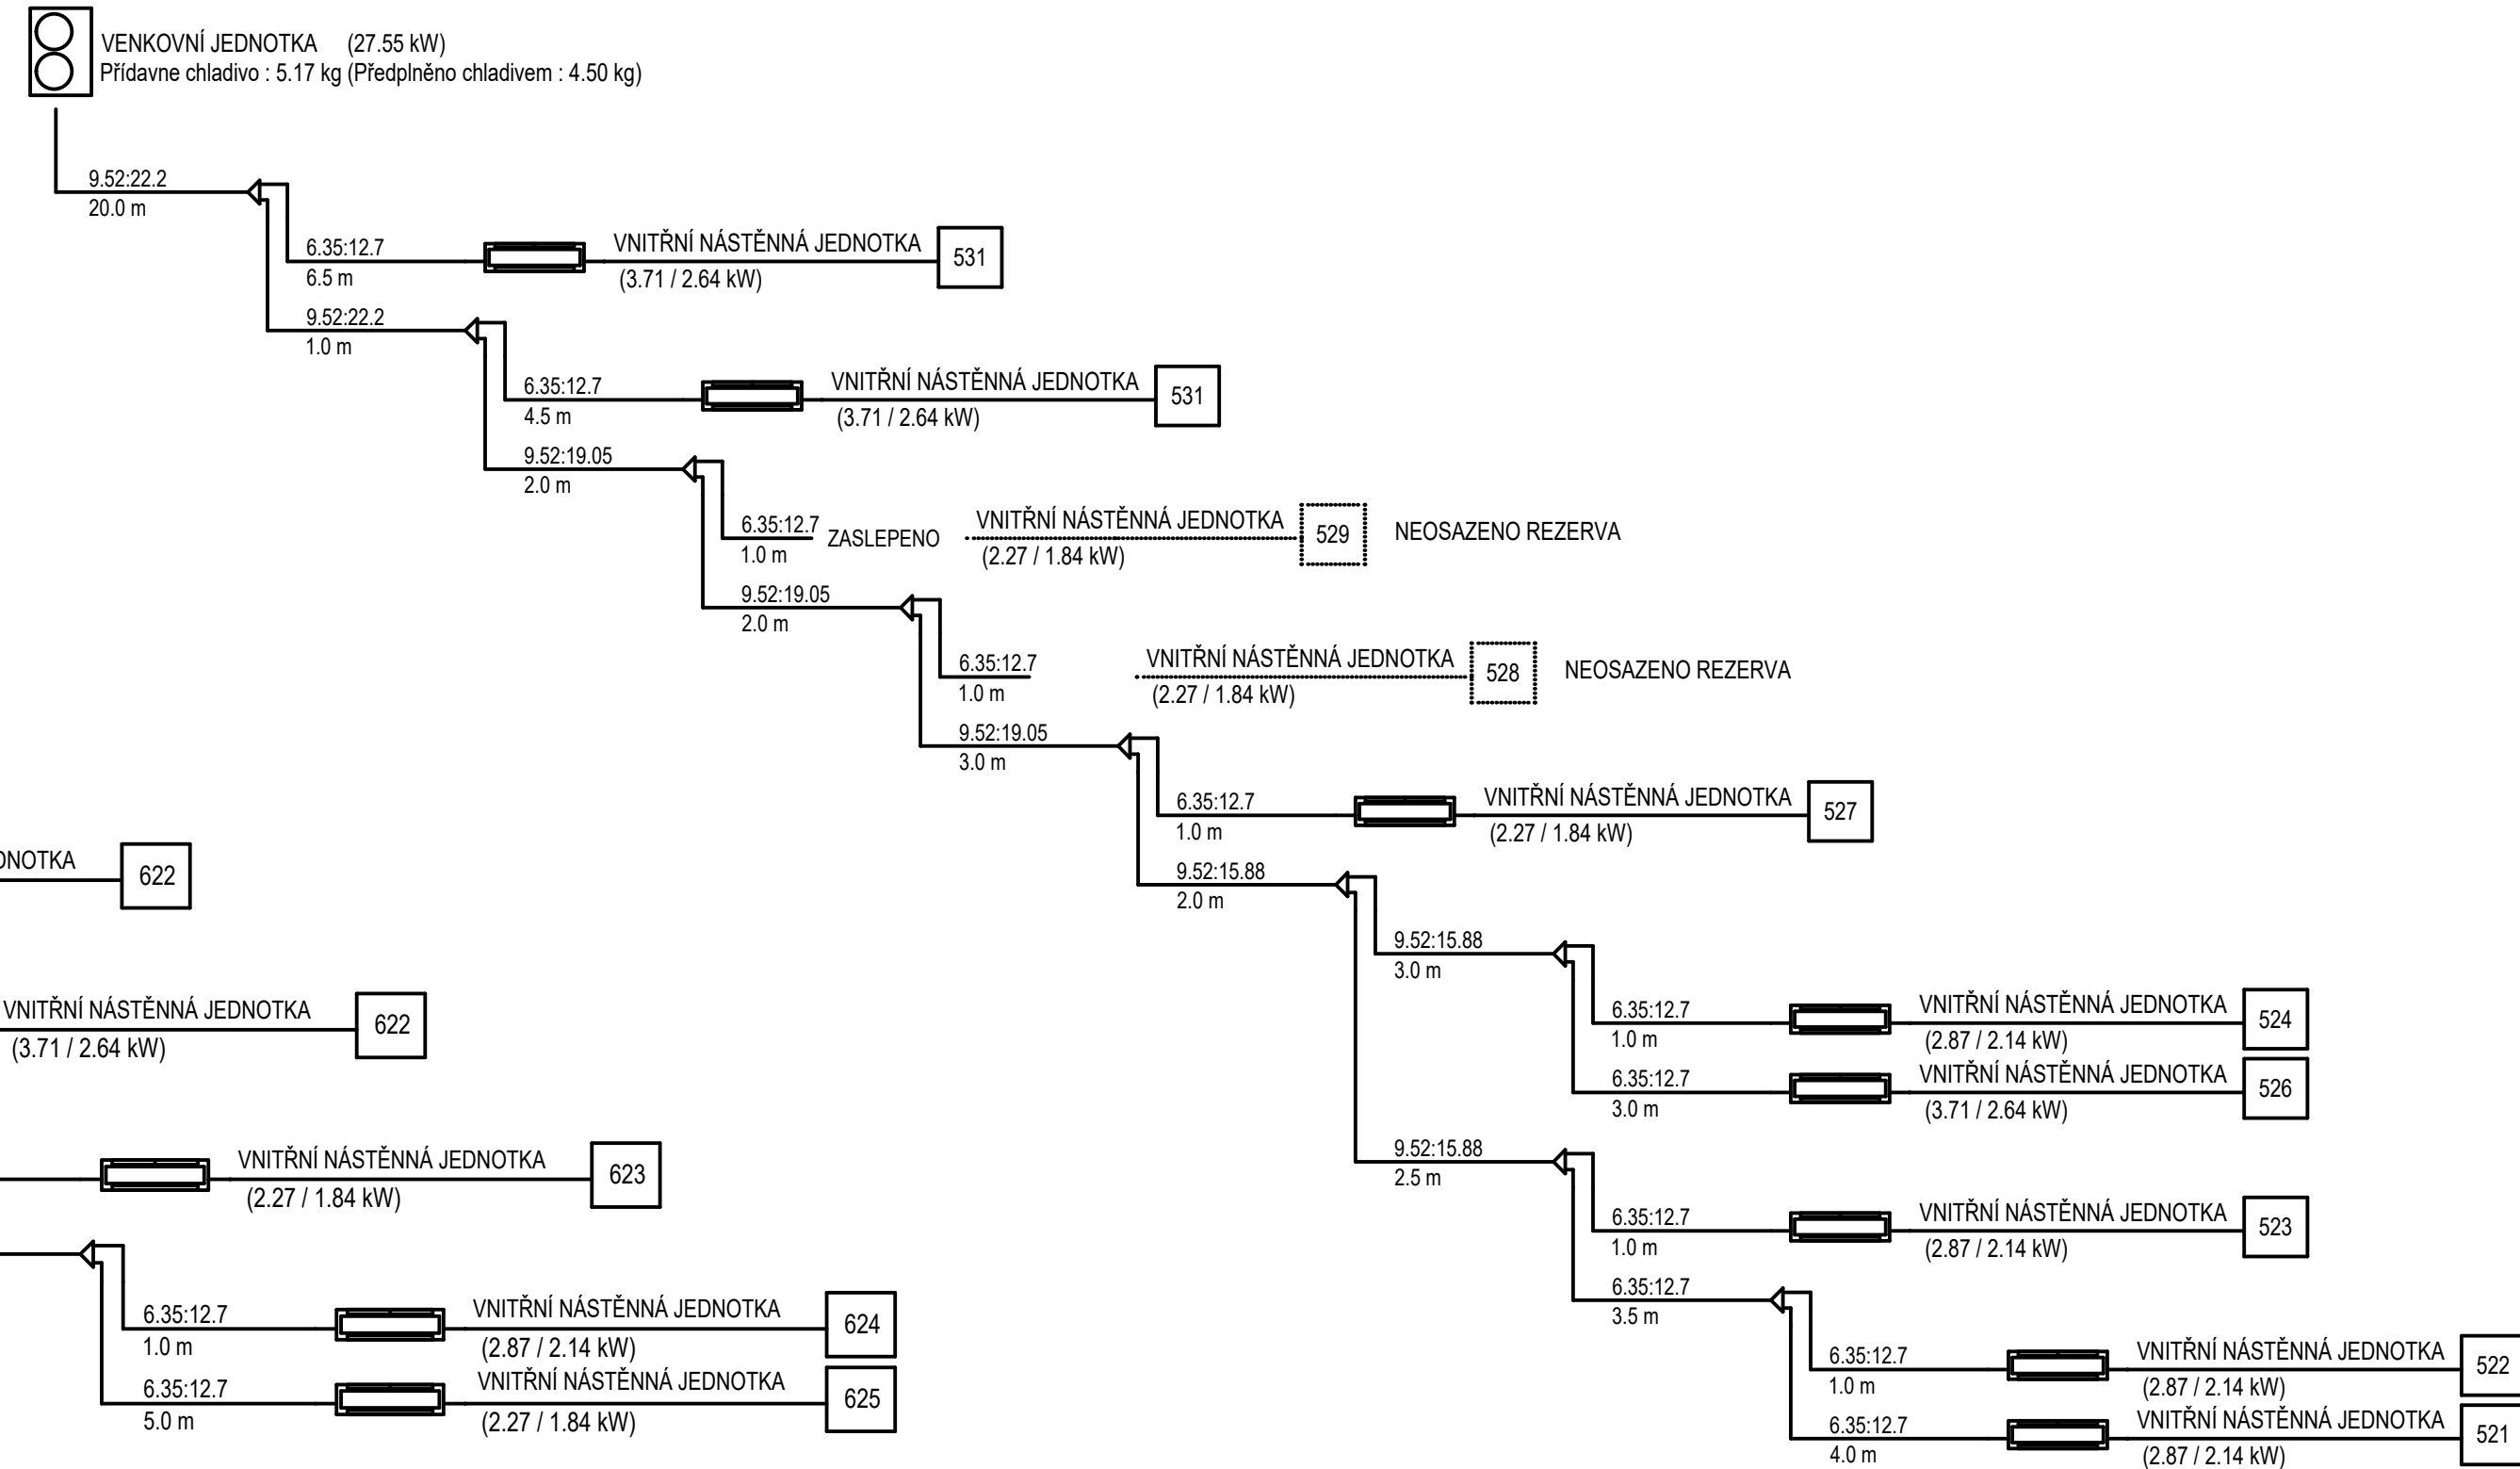 VENKOVNÍ JEDNOTKA (27.55 kW)
Přídavne chladivo : 5.17 kg (Předplněno chladivem : 4.50 kg)
9.52:22.2
20.0 m
6.35:12.7
6.5 m
VNITŘNÍ NÁSTĚNNÁ JEDNOTKA
(3.71 / 2.64 kW)
531
9.52:22.2
1.0 m
6.35:12.7
4.5 m
VNITŘNÍ NÁSTĚNNÁ JEDNOTKA
(3.71 / 2.64 kW)
531
9.52:19.05
2.0 m
6.35:12.7
1.0 m
ZASLEPENO
VNITŘNÍ NÁSTĚNNÁ JEDNOTKA
(2.27 / 1.84 kW)
529
NEOSAZENO REZERVA
9.52:19.05
2.0 m
6.35:12.7
1.0 m
VNITŘNÍ NÁSTĚNNÁ JEDNOTKA
(2.27 / 1.84 kW)
528
NEOSAZENO REZERVA
9.52:19.05
3.0 m
6.35:12.7
1.0 m
VNITŘNÍ NÁSTĚNNÁ JEDNOTKA
(2.27 / 1.84 kW)
527
9.52:15.88
2.0 m
9.52:15.88
3.0 m
6.35:12.7
1.0 m
VNITŘNÍ NÁSTĚNNÁ JEDNOTKA
(2.87 / 2.14 kW)
524
6.35:12.7
3.0 m
VNITŘNÍ NÁSTĚNNÁ JEDNOTKA
(3.71 / 2.64 kW)
526
9.52:15.88
2.5 m
6.35:12.7
1.0 m
VNITŘNÍ NÁSTĚNNÁ JEDNOTKA
(2.87 / 2.14 kW)
523
6.35:12.7
3.5 m
6.35:12.7
1.0 m
VNITŘNÍ NÁSTĚNNÁ JEDNOTKA
(2.87 / 2.14 kW)
522
6.35:12.7
4.0 m
VNITŘNÍ NÁSTĚNNÁ JEDNOTKA
(2.87 / 2.14 kW)
521
DNOTKA
622
VNITŘNÍ NÁSTĚNNÁ JEDNOTKA
(3.71 / 2.64 kW)
622
VNITŘNÍ NÁSTĚNNÁ JEDNOTKA
(2.27 / 1.84 kW)
623
6.35:12.7
1.0 m
VNITŘNÍ NÁSTĚNNÁ JEDNOTKA
(2.87 / 2.14 kW)
624
6.35:12.7
5.0 m
VNITŘNÍ NÁSTĚNNÁ JEDNOTKA
(2.27 / 1.84 kW)
625